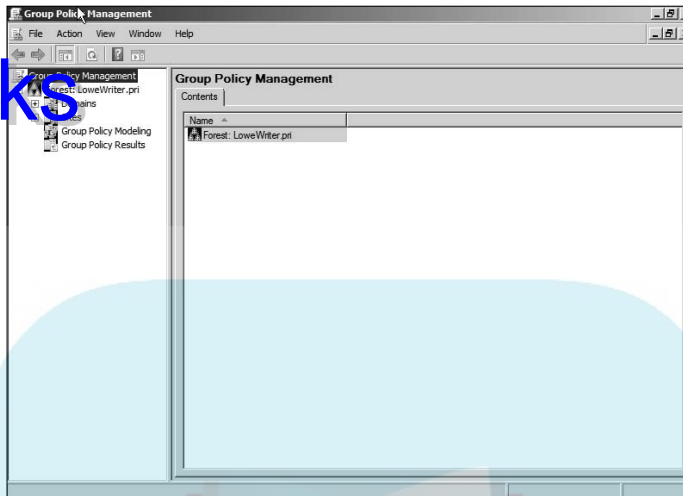 Group Policy Management
File Action View Window Help
Group Policy Management
Forest: LoweWriter.pri
Domains
Group Policy Modeling
Group Policy Results
Group Policy Management
Contents
Name
Forest: LoweWriter.pri
ks